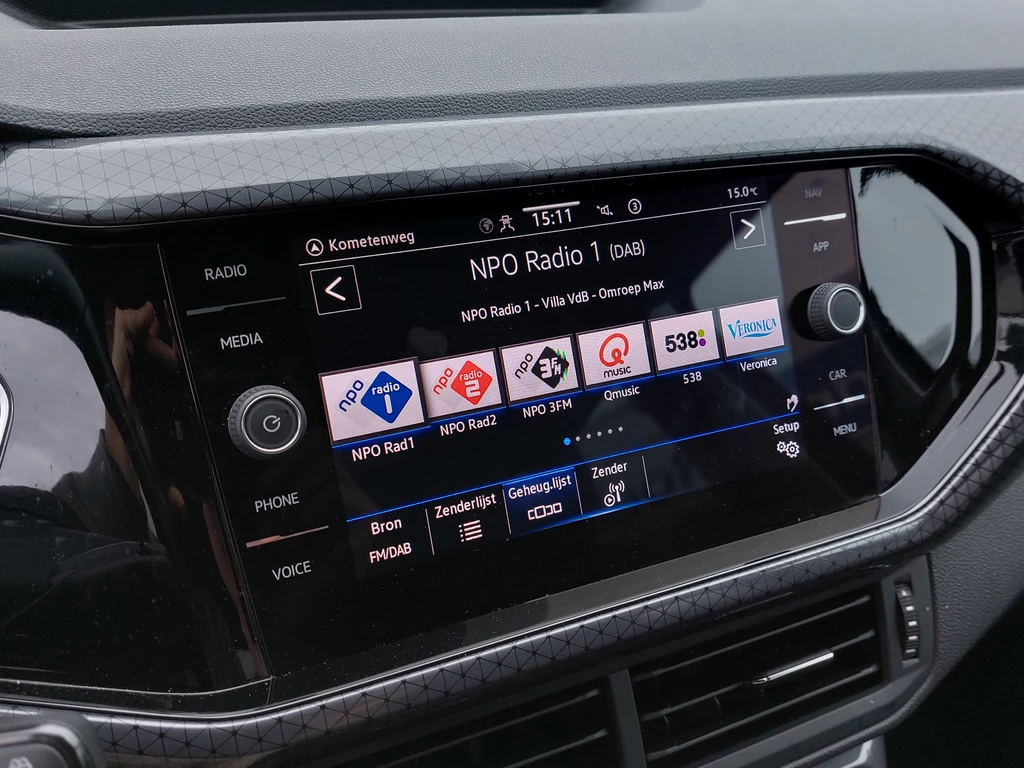 RADIO
MEDIA
PHONE
VOICE
Kometenweg
15:11
3
15.0°C
NPO Radio 1 (DAB)
NPO Radio 1 - Villa VdB - Omroep Max
npo radio 1
npo radio 2
npo 3FM
Q MUSIC
538
VERONICA
NPO Rad1
NPO Rad2
NPO 3FM
Qmusic
538
Veronica
Bron
FM/DAB
Zenderlijst
Geheug.lijst
Zender
Setup
NAV
APP
CAR
MENU